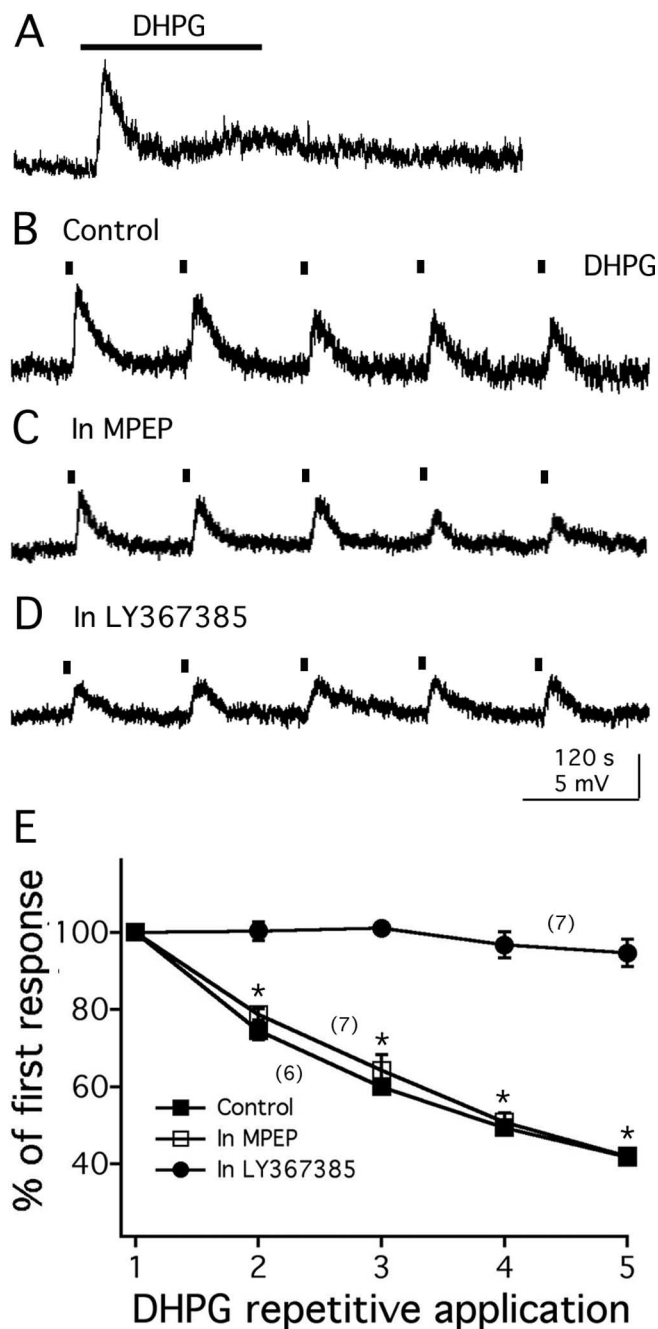 A
DHPG
B
Control
DHPG
C
In MPEP
D
In LY367385
120 s
5 mV
E
% of first response
100
80
60
40
(7)
*
(7)
*
(6)
*
*
Control
In MPEP
In LY367385
1 2 3 4 5
DHPG repetitive application